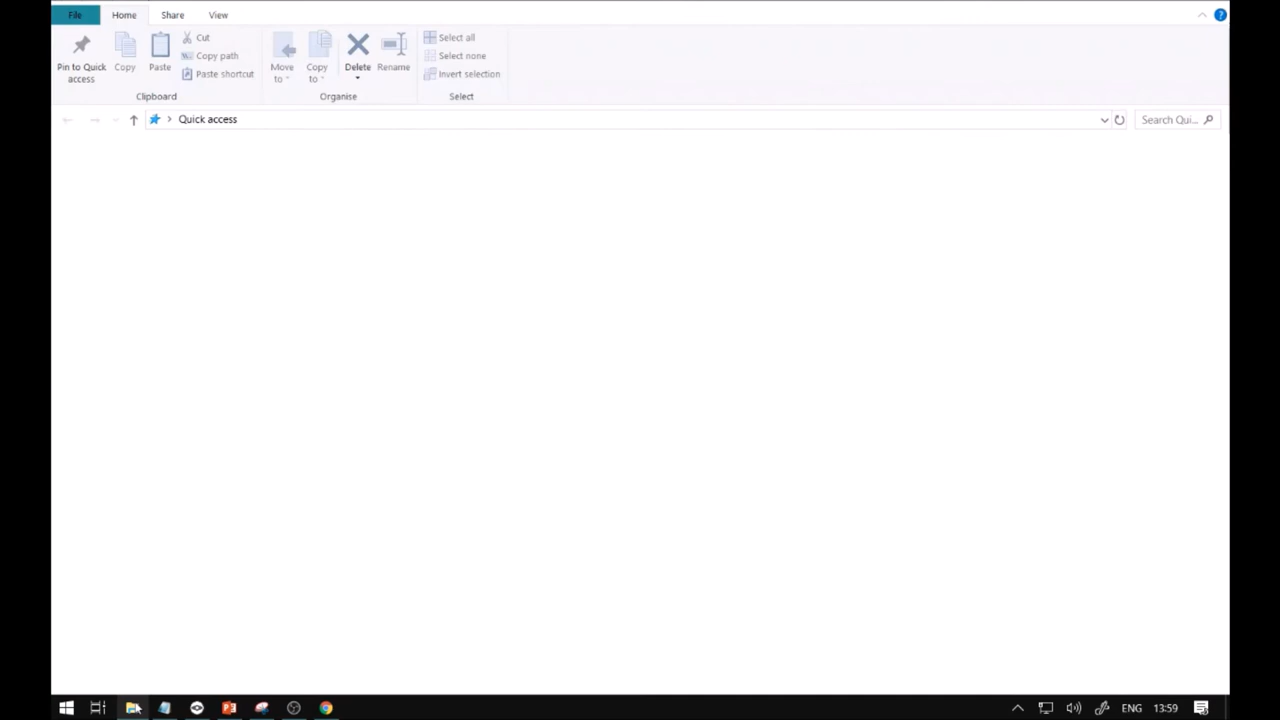 File Home Share View
Pin to Quick access
Copy
Paste
Cut
Copy path
Paste shortcut
Move to
Copy to
Delete
Rename
Select all
Select none
Invert selection
Clipboard Organise Select
Quick access
Search Qui...
ENG 13:59